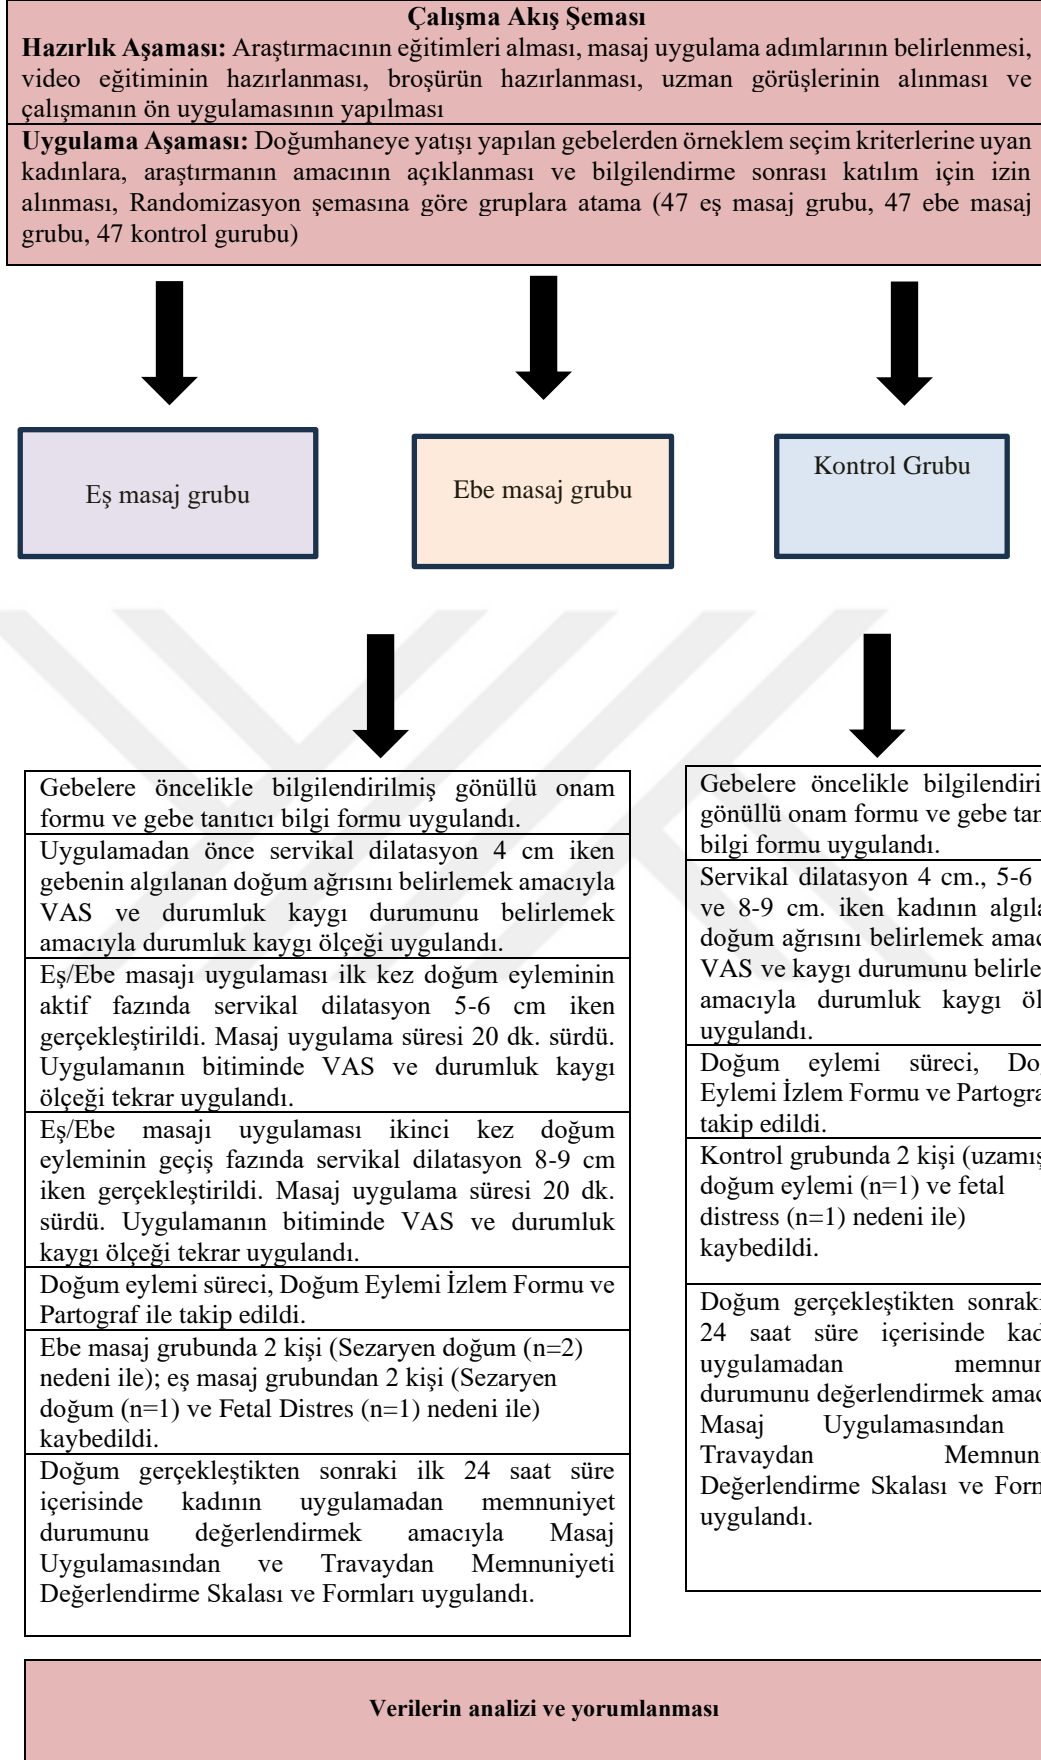 Çalışma Akış Şeması
Hazırlık Aşaması: Araştırmacının eğitimleri alması, masaj uygulama adımlarının belirlenmesi,
video eğitiminin hazırlanması, broşürün hazırlanması, uzman görüşlerinin alınması ve
çalışmanın ön uygulamasının yapılması
Uygulama Aşaması: Doğumhaneye yatışı yapılan gebelerden örneklem seçim kriterlerine uyan
kadınlara, araştırmanın amacının açıklanması ve bilgilendirme sonrası katılım için izin
alınması, Randomizasyon şemasına göre gruplara atama (47 eş masaj grubu, 47 ebe masaj
grubu, 47 kontrol gurubu)
Eş masaj grubu
Ebe masaj grubu
Kontrol Grubu
Gebelere öncelikle bilgilendirilmiş gönüllü onam
formu ve gebe tanıtıcı bilgi formu uygulandı.
Uygulamadan önce servikal dilatasyon 4 cm iken
gebenin algılanan doğum ağrısını belirlemek amacıyla
VAS ve durumluk kaygı durumunu belirlemek
amacıyla durumluk kaygı ölçeği uygulandı.
Eş/Ebe masajı uygulaması ilk kez doğum eyleminin
aktif fazında servikal dilatasyon 5-6 cm iken
gerçekleştirildi. Masaj uygulama süresi 20 dk. sürdü.
Uygulamanın bitiminde VAS ve durumluk kaygı
ölçeği tekrar uygulandı.
Eş/Ebe masajı uygulaması ikinci kez doğum
eyleminin geçiş fazında servikal dilatasyon 8-9 cm
iken gerçekleştirildi. Masaj uygulama süresi 20 dk.
sürdü. Uygulamanın bitiminde VAS ve durumluk
kaygı ölçeği tekrar uygulandı.
Doğum eylemi süreci, Doğum Eylemi İzlem Formu ve
Partograf ile takip edildi.
Ebe masaj grubunda 2 kişi (Sezaryen doğum (n=2)
nedeni ile); eş masaj grubundan 2 kişi (Sezaryen
doğum (n=1) ve Fetal Distres (n=1) nedeni ile)
kaybedildi.
Doğum gerçekleştikten sonraki ilk 24 saat süre
içerisinde kadının uygulamadan memnuniyet
durumunu değerlendirmek amacıyla Masaj
Uygulamasından ve Travaydan Memnuniyeti
Değerlendirme Skalası ve Formları uygulandı.
Gebelere öncelikle bilgilendiri
gönüllü onam formu ve gebe tan
bilgi formu uygulandı.
Servikal dilatasyon 4 cm., 5-6
ve 8-9 cm. iken kadının algıla
doğum ağrısını belirlemek amac
VAS ve kaygı durumunu belirle
amacıyla durumluk kaygı öl
uygulandı.
Doğum eylemi süreci, Doğ
Eylemi İzlem Formu ve Partogra
takip edildi.
Kontrol grubunda 2 kişi (uzamış
doğum eylemi (n=1) ve fetal
distress (n=1) nedeni ile)
kaybedildi.
Doğum gerçekleştikten sonraki
24 saat süre içerisinde kad
uygulamadan memnun
durumunu değerlendirmek amac
Masaj Uygulamasından
Travaydan Memnuni
Değerlendirme Skalası ve Form
uygulandı.
Verilerin analizi ve yorumlanması